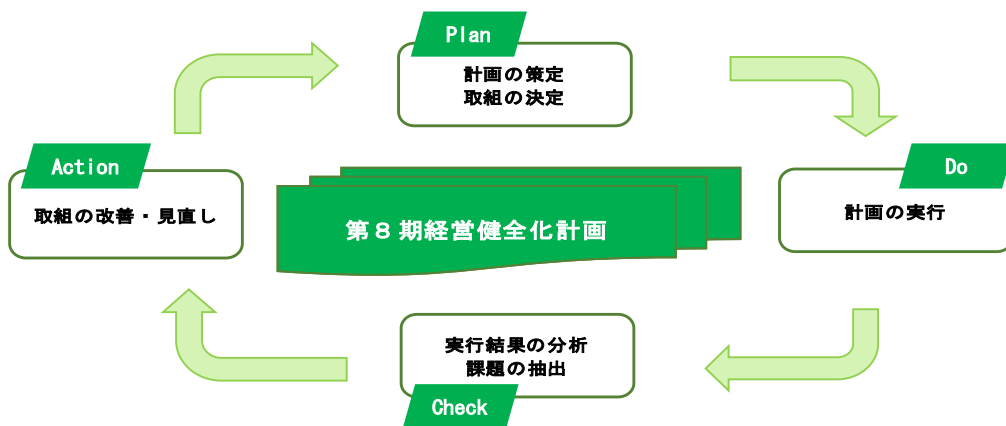 Plan
計画の策定
取組の決定
Action
取組の改善・見直し
Do
計画の実行
第8期経営健全化計画
実行結果の分析
課題の抽出
Check